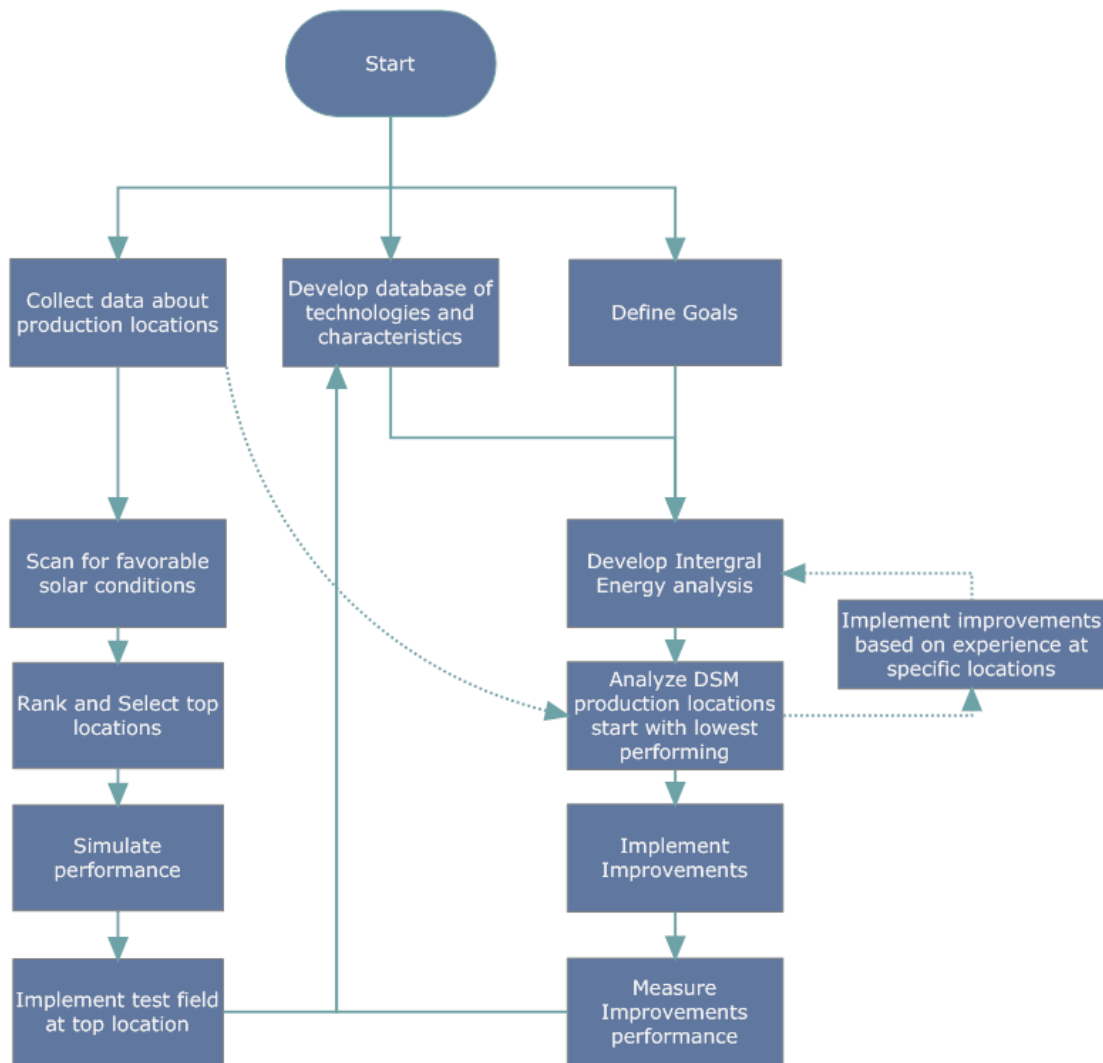 Start
Collect data about
production locations
Develop database of
technologies and
characteristics
Define Goals
Scan for favorable
solar conditions
Develop Intergral
Energy analysis
Implement improvements
based on experience at
specific locations
Rank and Select top
locations
Analyze DSM
production locations
start with lowest
performing
Simulate
performance
Implement
Improvements
Implement test field
at top location
Measure
Improvements
performance